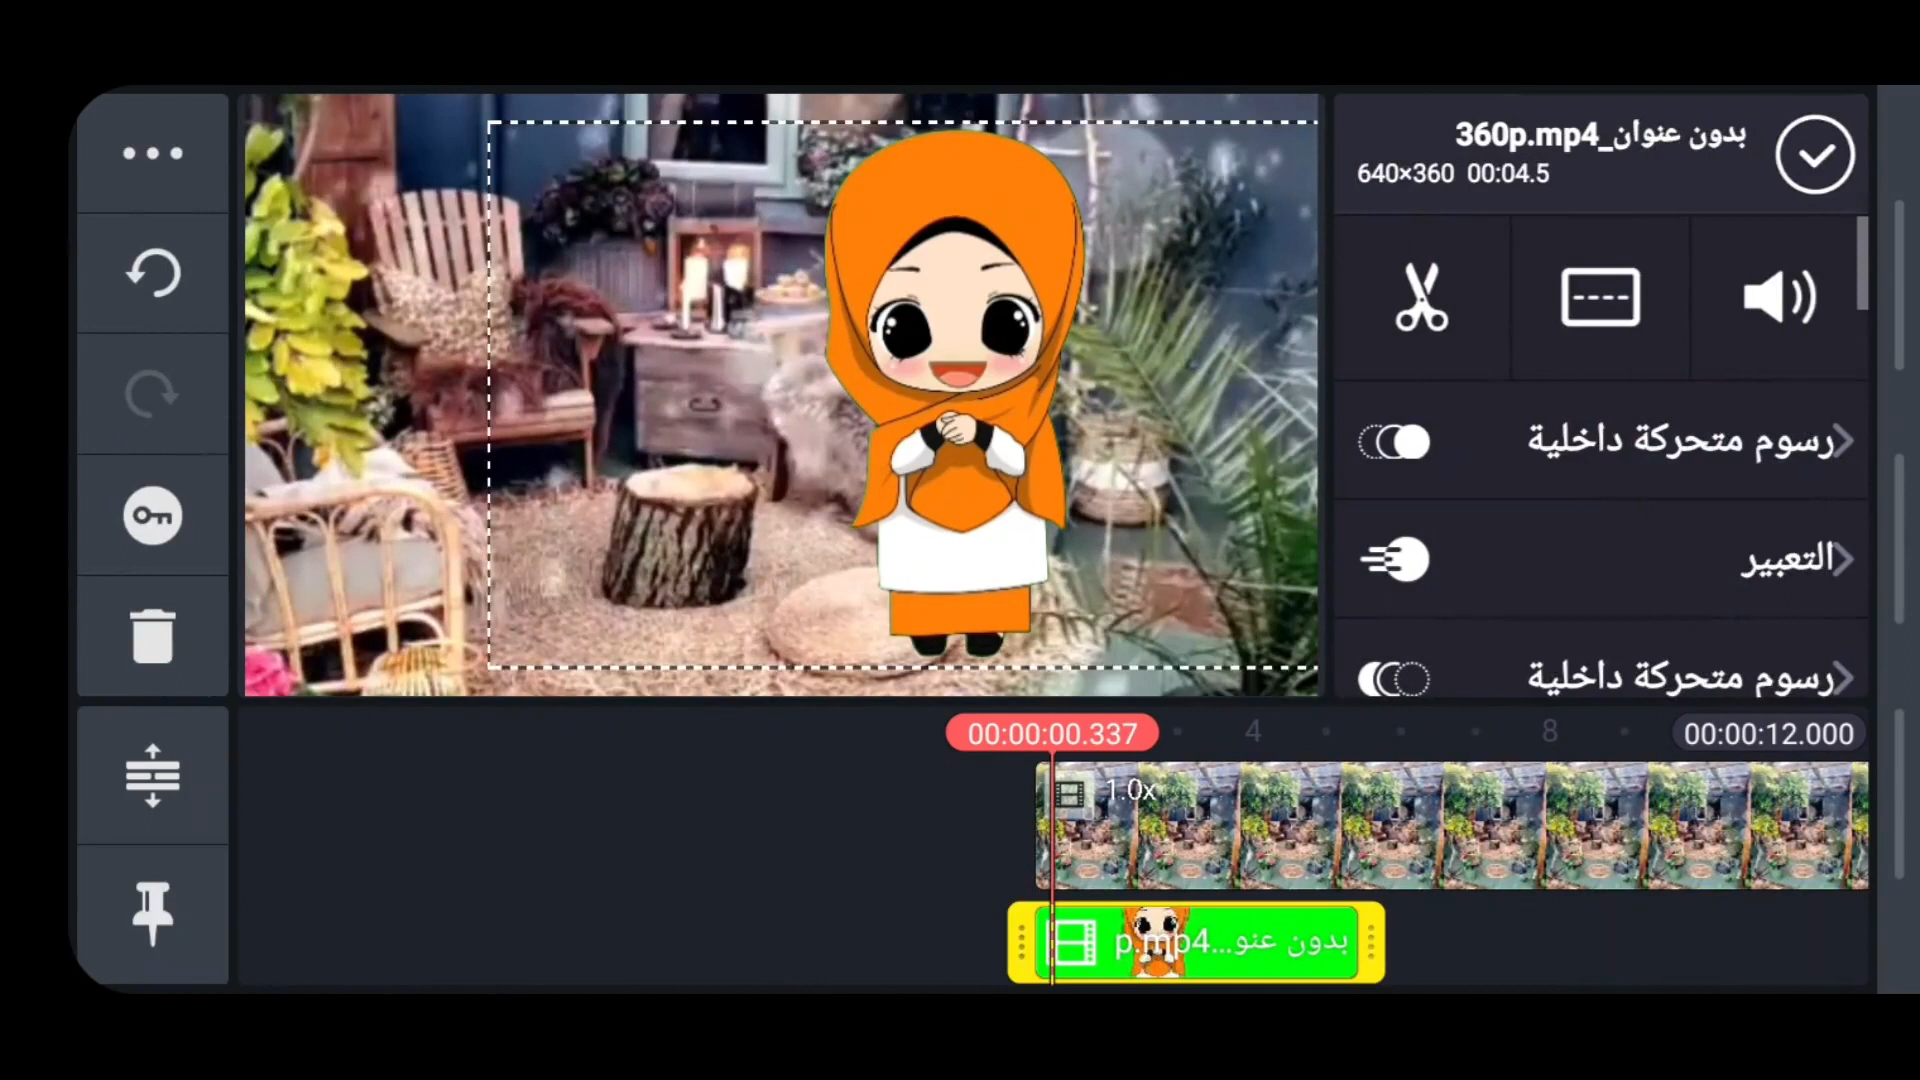 بدون عنوان_360p.mp4
640×360 00:04.5
رسوم متحركة داخلية
التعبير
رسوم متحركة داخلية
00:00:00.337
4
8
00:00:12.000
1.0x
بدون عنو...p.mp4